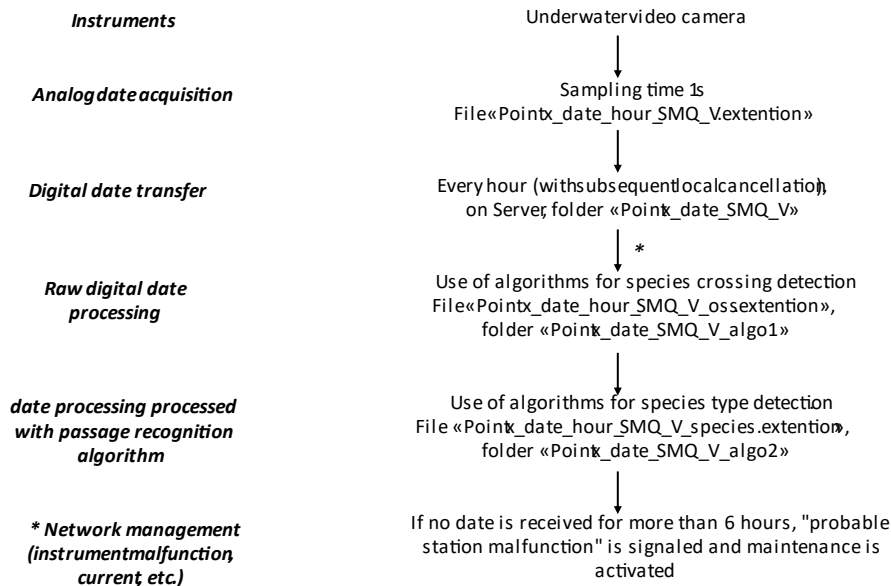 Instruments
Underwatervideo camera
Analogdateacquisition
Sampling time 1s
File«Pointx_date_hour_SMQ_V.extention»
Digital date transfer
Every hour (withsubsequentlocalcancellation),
on Server, folder «Pointx_date_SMQ_V»
*
Raw digital date
processing
Use of algorithms for species crossing detection
File«Pointx_date_hour_SMQ_V_oss.extention»,
folder «Pointx_date_SMQ_V_algo1»
date processing processed
with passage recognition
algorithm
Use of algorithms for species type detection.
File «Pointx_date_hour_SMQ_V_species.extention»,
folder «Pointx_date_SMQ_V_algo2»
* Network management
(instrumentmalfunction,
current, etc.)
If no date is received for more than 6 hours, "probable
station malfunction" is signaled and maintenance is
activated